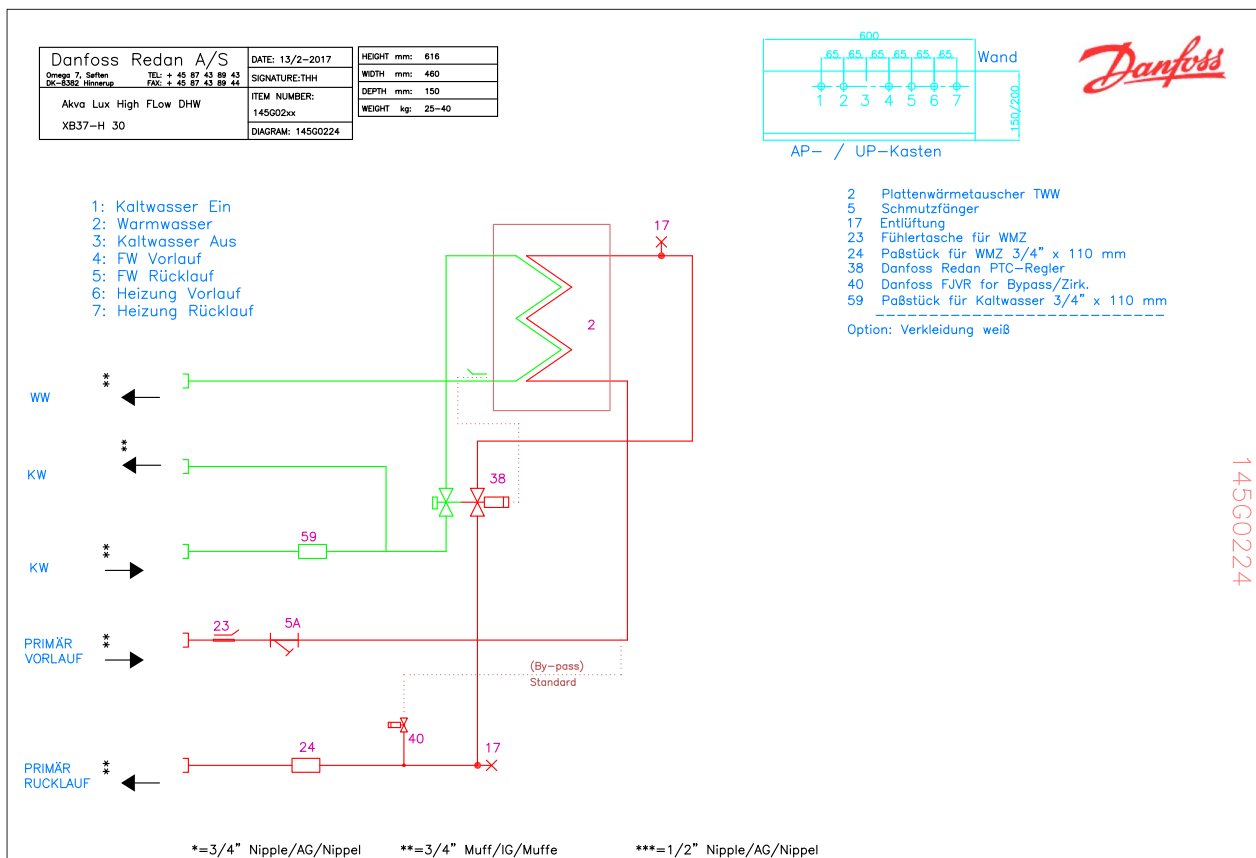 Danfoss Redan A/S
Omega 7, Søften TEL: + 45 87 43 89 43
DK-8382 Hinnerup FAX: + 45 87 43 89 44
Akva Lux High FLow DHW
XB37-H 30
DATE: 13/2-2017
SIGNATURE:THH
ITEM NUMBER:
145G02xx
DIAGRAM: 145G0224
HEIGHT mm: 616
WIDTH mm: 460
DEPTH mm: 150
WEIGHT kg: 25-40
600
65 65 65 65 65 65
Wand
1 2 3 4 5 6 7
150/200
AP- / UP-Kasten
Danfoss
1: Kaltwasser Ein
2: Warmwasser
3: Kaltwasser Aus
4: FW Vorlauf
5: FW Rücklauf
6: Heizung Vorlauf
7: Heizung Rücklauf
2 Plattenwärmetauscher TWW
5 Schmutzfänger
17 Entlüftung
23 Fühlertasche für WMZ
24 Paßstück für WMZ 3/4" x 110 mm
38 Danfoss Redan PTC-Regler
40 Danfoss FJVR for Bypass/Zirk.
59 Paßstück für Kaltwasser 3/4" x 110 mm
Option: Verkleidung weiß
17
2
**
WW
**
KW
38
59
**
KW
23
5A
**
PRIMÄR
VORLAUF
(By-pass)
Standard
40
24
17
**
PRIMÄR
RUCKLAUF
145G0224
*=3/4" Nipple/AG/Nippel **=3/4" Muff/IG/Muffe ***=1/2" Nipple/AG/Nippel